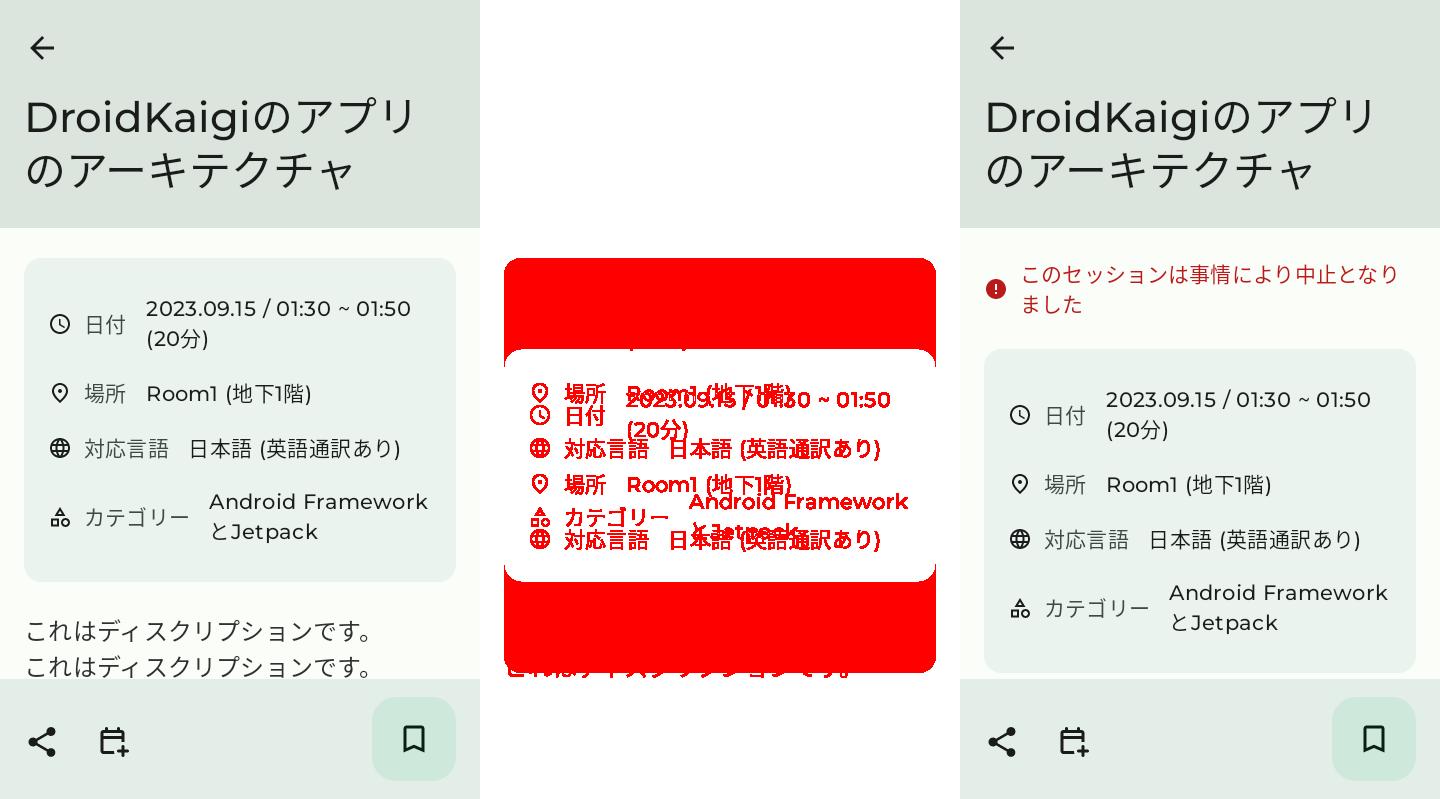 DroidKaigiのアプリ
のアーキテクチャ
日付
2023.09.15 / 01:30 ~ 01:50
(20分)
場所
Room1 (地下1階)
対応言語
日本語 (英語通訳あり)
カテゴリー
Android Framework
とJetpack
これはディスクリプションです。
これはディスクリプションです。
場所
Room1 (地下1階)
日付
2023.09.15 / 01:30 ~ 01:50
(20分)
対応言語
日本語 (英語通訳あり)
場所
Room1 (地下1階)
カテゴリー
Android Framework
とJetpack
対応言語
日本語 (英語通訳あり)
DroidKaigiのアプリ
のアーキテクチャ
このセッションは事情により中止となり
ました
日付
2023.09.15 / 01:30 ~ 01:50
(20分)
場所
Room1 (地下1階)
対応言語
日本語 (英語通訳あり)
カテゴリー
Android Framework
とJetpack